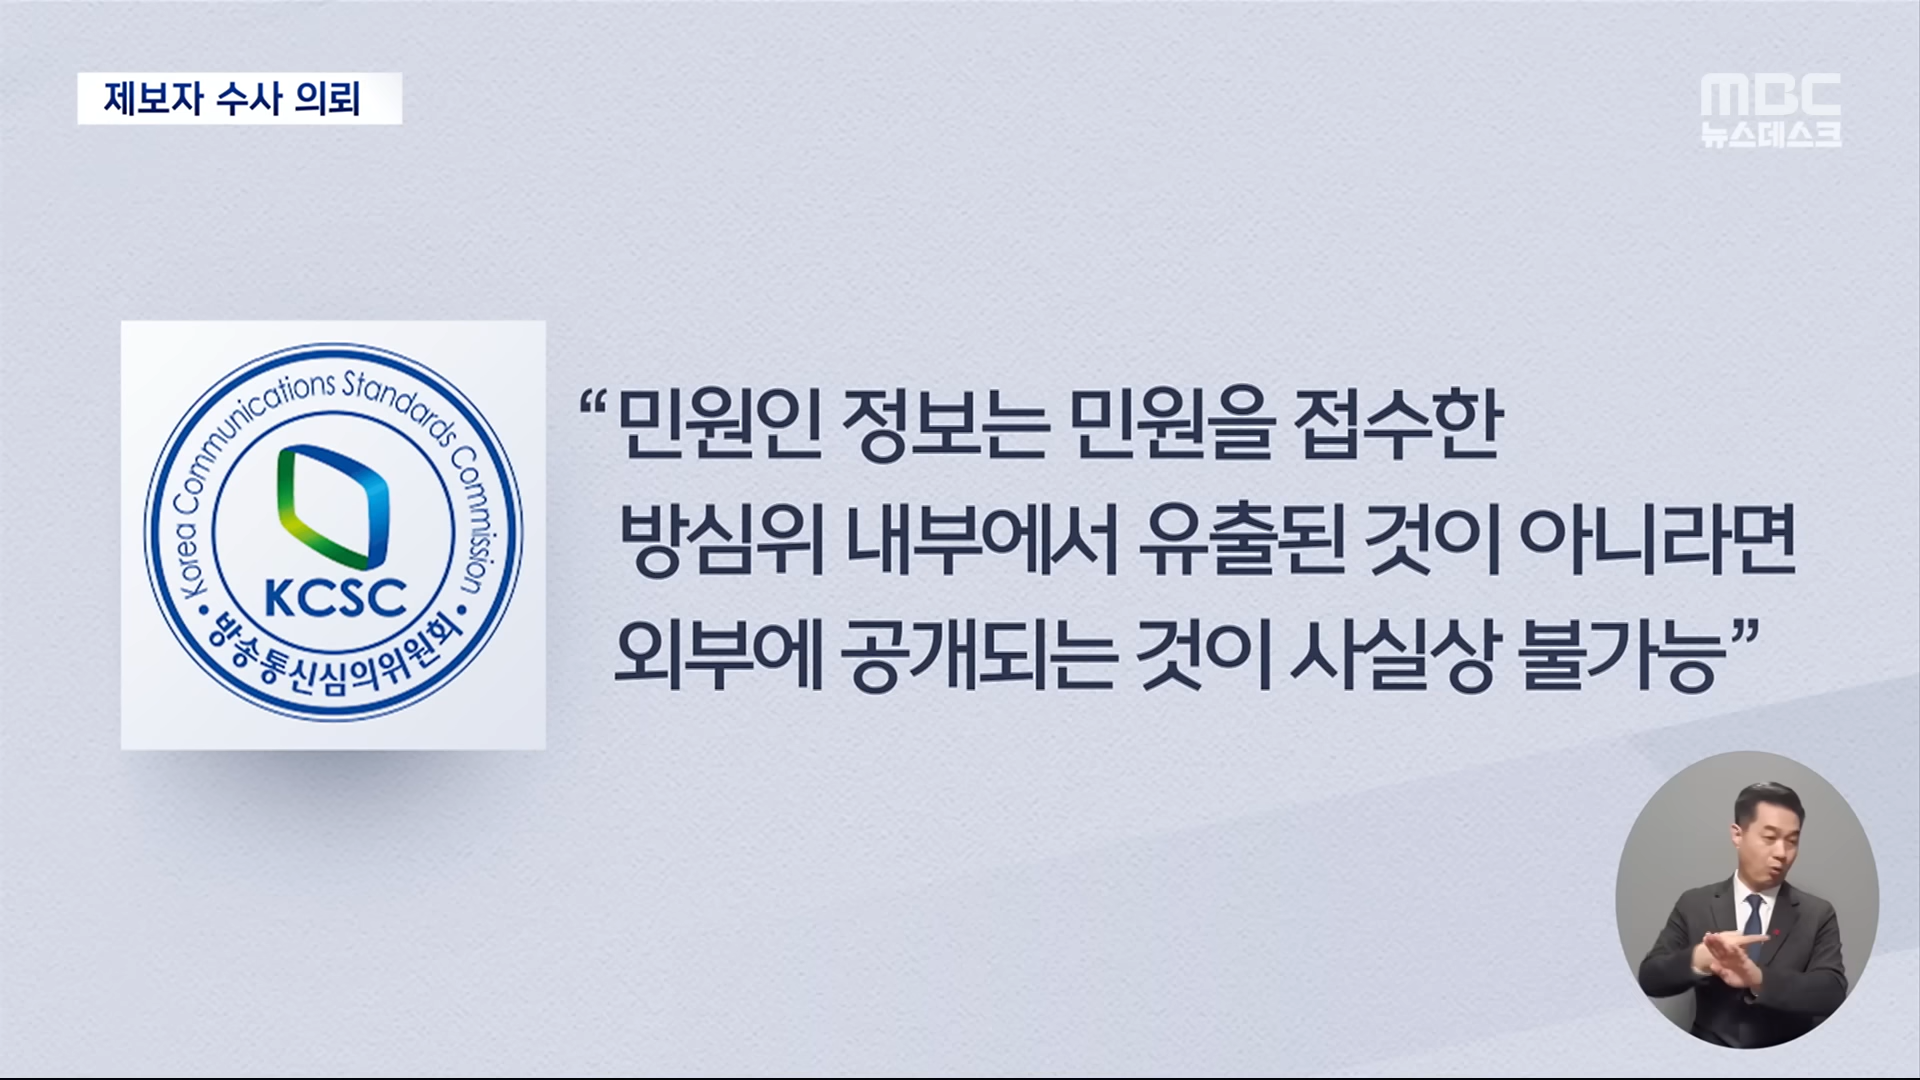 제보자 수사 의뢰
MBC
뉴스데스크
Korea Communications Standards Commission
KCSC
방송통신심의위원회
“민원인 정보는 민원을 접수한
방심위 내부에서 유출된 것이 아니라면
외부에 공개되는 것이 사실상 불가능”